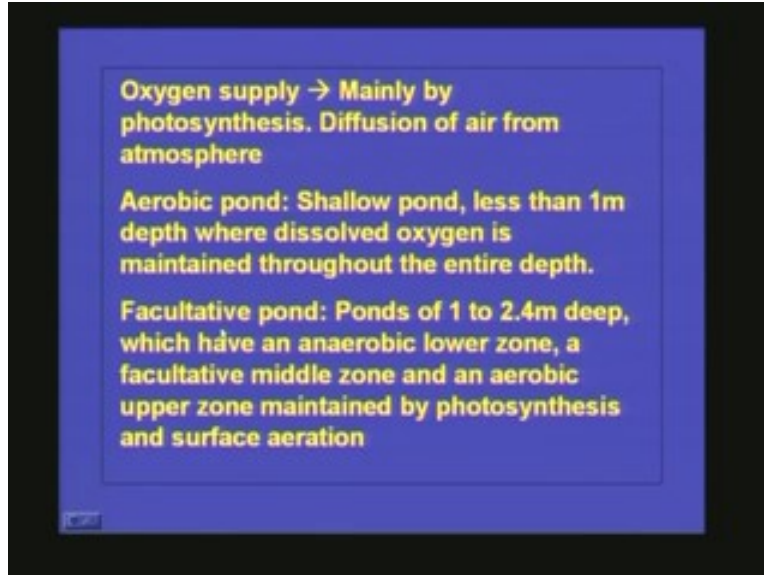 Oxygen supply → Mainly by
photosynthesis. Diffusion of air from
atmosphere
Aerobic pond: Shallow pond, less than 1m
depth where dissolved oxygen is
maintained throughout the entire depth.
Facultative pond: Ponds of 1 to 2.4m deep,
which have an anaerobic lower zone, a
facultative middle zone and an aerobic
upper zone maintained by photosynthesis
and surface aeration